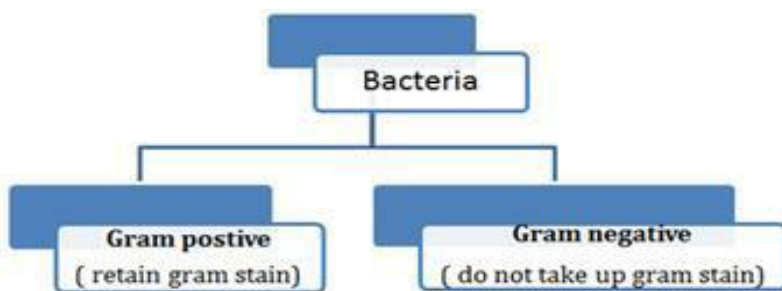 Bacteria
Gram postive
( retain gram stain)
Gram negative
( do not take up gram stain)